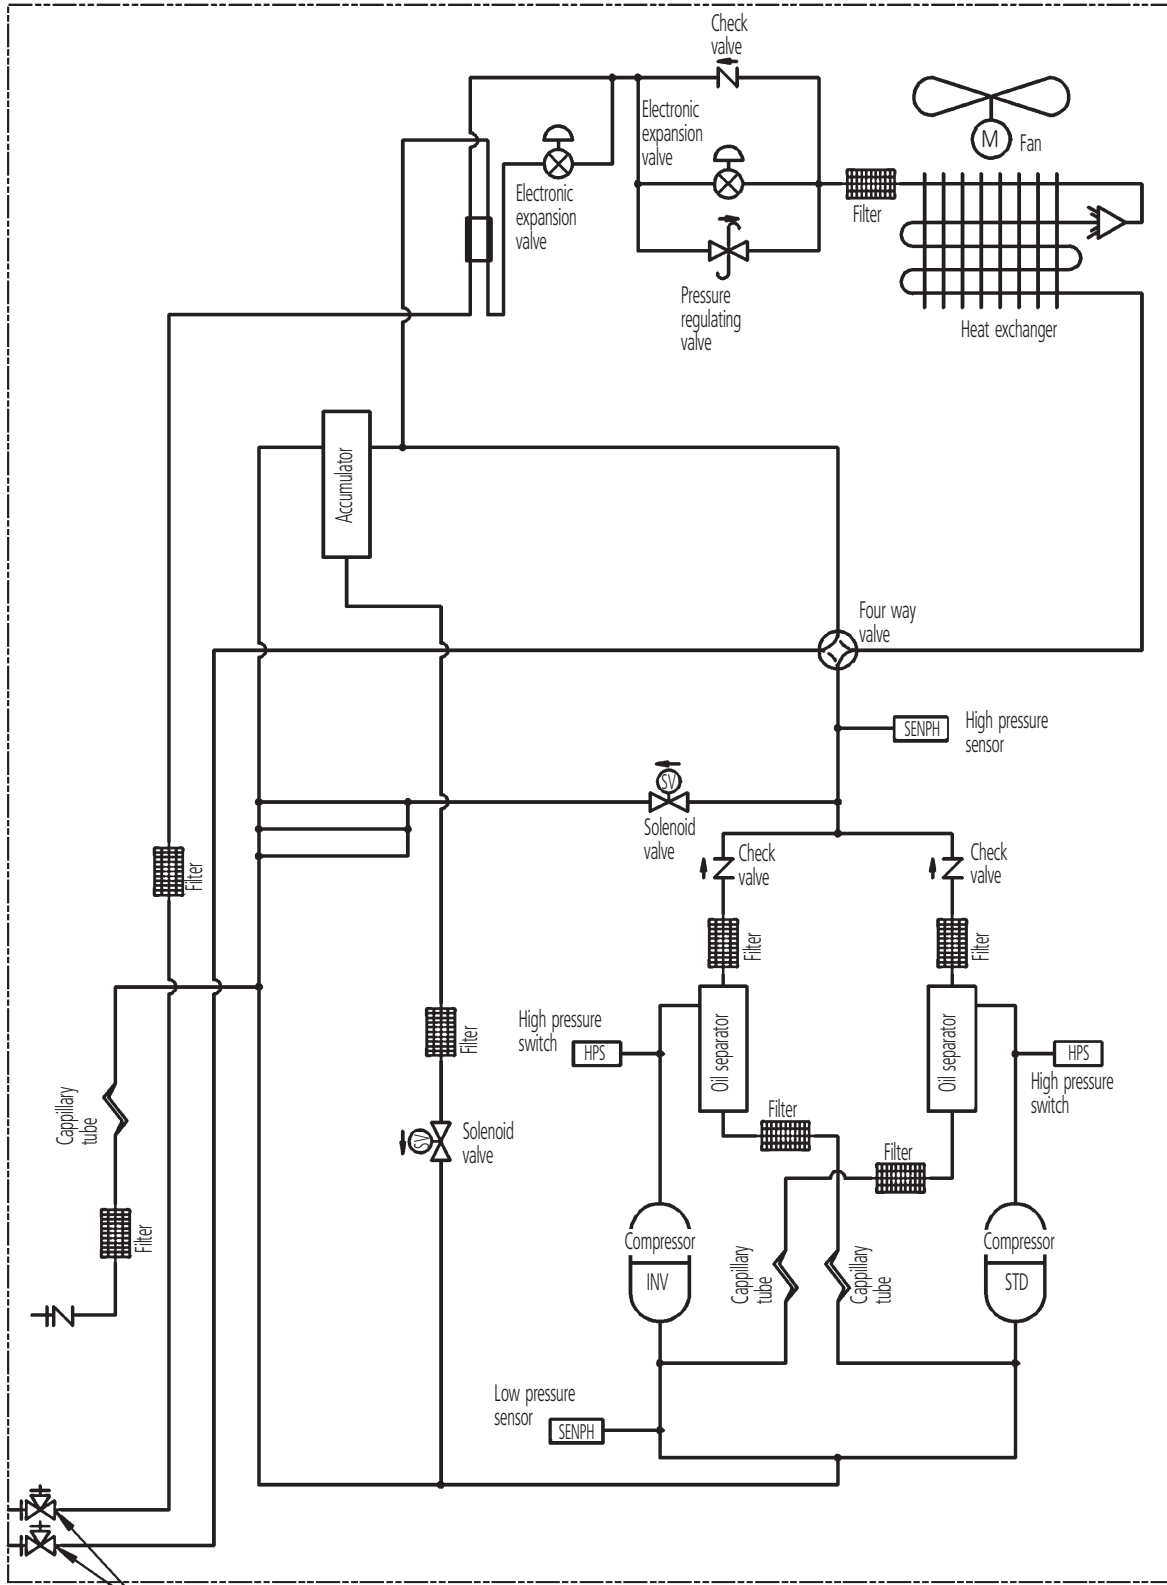 Check
valve
Electronic
expansion
valve
M
Fan
Electronic
expansion
valve
Filter
Pressure
regulating
valve
Heat exchanger
Accumulator
Four way
valve
SENPH
High pressure
sensor
SV
Solenoid
valve
Check
valve
Check
valve
Filter
Filter
Filter
High pressure
switch
HPS
Filter
Oil separator
Oil separator
HPS
High pressure
switch
Cappillary
tube
SV
Solenoid
valve
Filter
Filter
Filter
Compressor
INV
Cappillary
tube
Cappillary
tube
Compressor
STD
Low pressure
sensor
SENPH